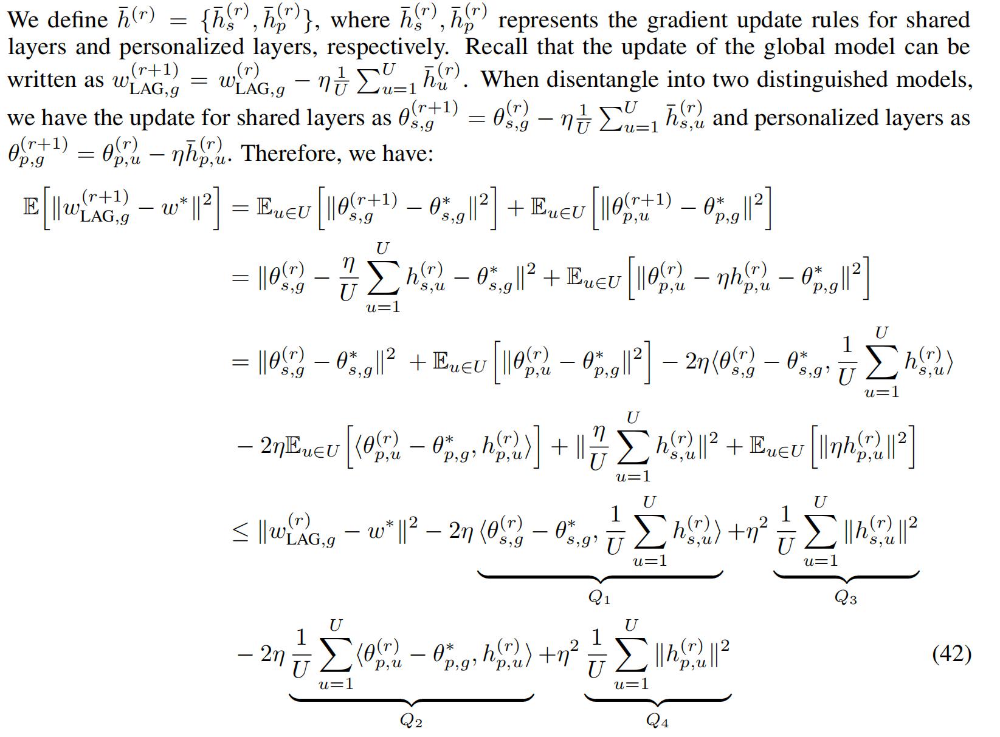 We define $\bar{h}^{(r)} = \{\bar{h}_s^{(r)}, \bar{h}_p^{(r)}\}$, where $\bar{h}_s^{(r)}, \bar{h}_p^{(r)}$ represents the gradient update rules for shared
layers and personalized layers, respectively. Recall that the update of the global model can be
written as $w_{\text{LAG},g}^{(r+1)} = w_{\text{LAG},g}^{(r)} - \eta \frac{1}{U} \sum_{u=1}^{U} \bar{h}_u^{(r)}$. When disentangle into two distinguished models,
we have the update for shared layers as $\theta_{s,g}^{(r+1)} = \theta_{s,g}^{(r)} - \eta \frac{1}{U} \sum_{u=1}^{U} \bar{h}_{s,u}^{(r)}$ and personalized layers as
$\theta_{p,g}^{(r+1)} = \theta_{p,u}^{(r)} - \eta \bar{h}_{p,u}^{(r)}$. Therefore, we have:
$\mathbb{E}\left[\|w_{\text{LAG},g}^{(r+1)} - w^*\|^2\right] = \mathbb{E}_{u \in U}\left[\|\theta_{s,g}^{(r+1)} - \theta_{s,g}^*\|^2\right] + \mathbb{E}_{u \in U}\left[\|\theta_{p,u}^{(r+1)} - \theta_{p,g}^*\|^2\right]$
$= \|\theta_{s,g}^{(r)} - \frac{\eta}{U} \sum_{u=1}^{U} h_{s,u}^{(r)} - \theta_{s,g}^*\|^2 + \mathbb{E}_{u \in U}\left[\|\theta_{p,u}^{(r)} - \eta h_{p,u}^{(r)} - \theta_{p,g}^*\|^2\right]$
$= \|\theta_{s,g}^{(r)} - \theta_{s,g}^*\|^2 + \mathbb{E}_{u \in U}\left[\|\theta_{p,u}^{(r)} - \theta_{p,g}^*\|^2\right] - 2\eta \langle \theta_{s,g}^{(r)} - \theta_{s,g}^*, \frac{1}{U} \sum_{u=1}^{U} h_{s,u}^{(r)} \rangle$
$- 2\eta \mathbb{E}_{u \in U}\left[\langle \theta_{p,u}^{(r)} - \theta_{p,g}^*, h_{p,u}^{(r)} \rangle\right] + \|\frac{\eta}{U} \sum_{u=1}^{U} h_{s,u}^{(r)}\|^2 + \mathbb{E}_{u \in U}\left[\|\eta h_{p,u}^{(r)}\|^2\right]$
$\leq \|w_{\text{LAG},g}^{(r)} - w^*\|^2 - 2\eta \underbrace{\langle \theta_{s,g}^{(r)} - \theta_{s,g}^*, \frac{1}{U} \sum_{u=1}^{U} h_{s,u}^{(r)} \rangle}_{Q_1} + \eta^2 \underbrace{\frac{1}{U} \sum_{u=1}^{U} \|h_{s,u}^{(r)}\|^2}_{Q_3}$
$- 2\eta \underbrace{\frac{1}{U} \sum_{u=1}^{U} \langle \theta_{p,u}^{(r)} - \theta_{p,g}^*, h_{p,u}^{(r)} \rangle}_{Q_2} + \eta^2 \underbrace{\frac{1}{U} \sum_{u=1}^{U} \|h_{p,u}^{(r)}\|^2}_{Q_4}$ (42)